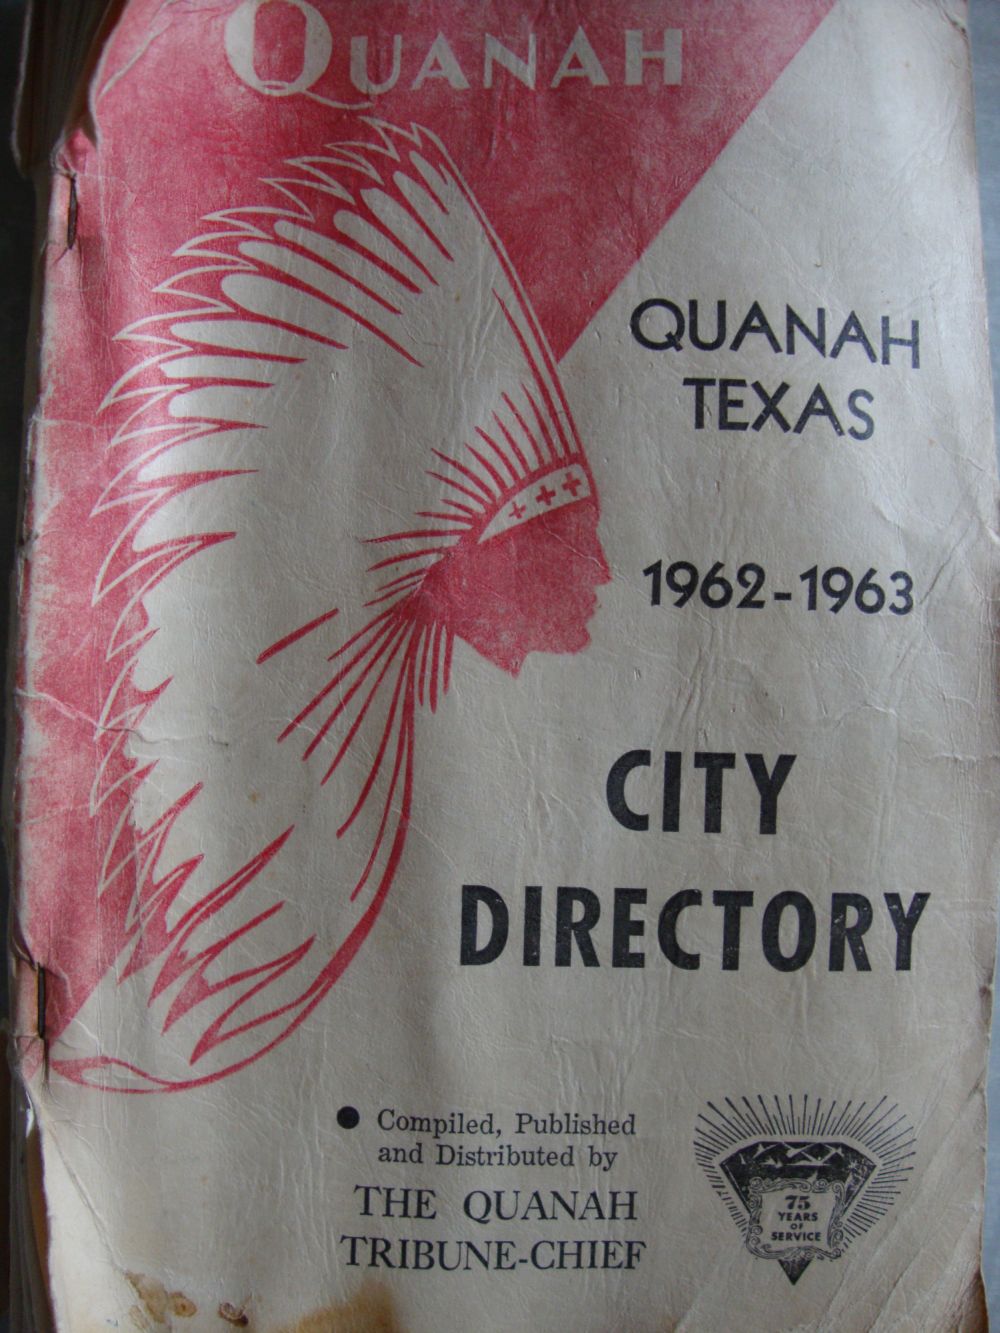 QUANAH
QUANAH
TEXAS
1962-1963
CITY
DIRECTORY
● Compiled, Published
and Distributed by
THE QUANAH
TRIBUNE-CHIEF
75
YEARS
OF
SERVICE